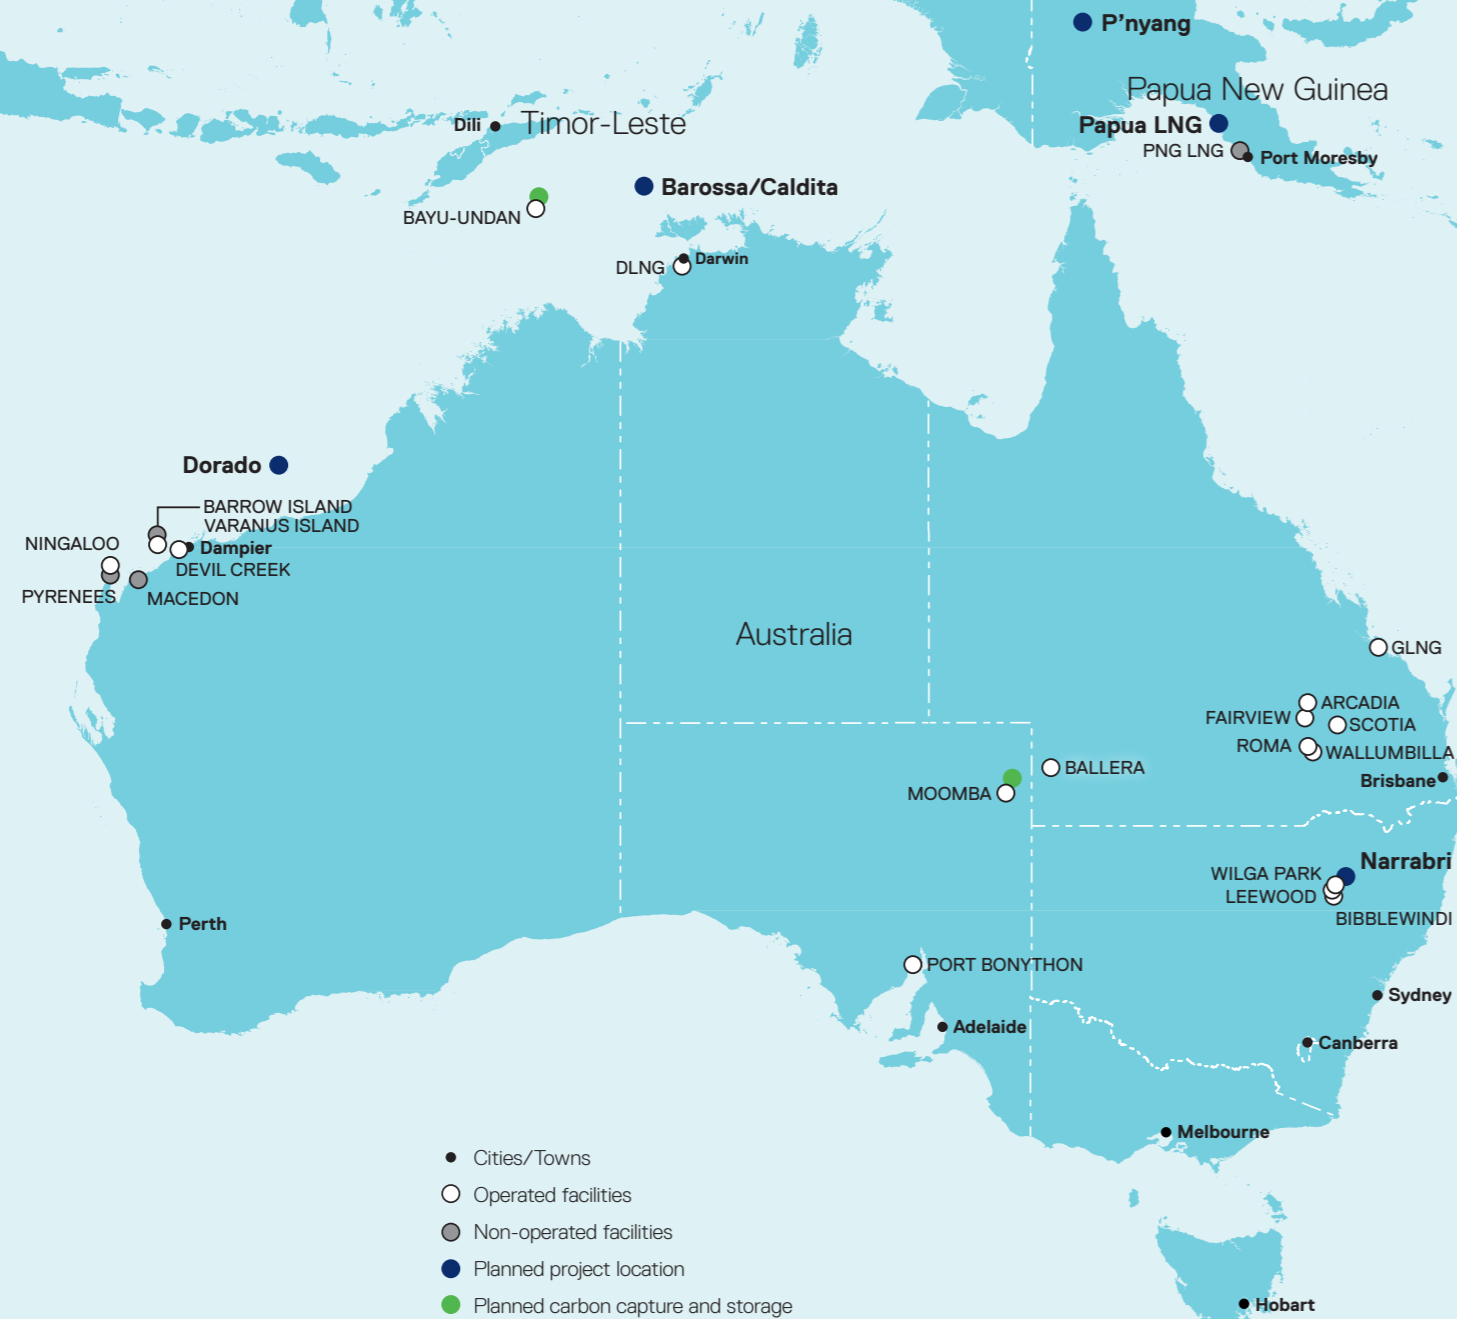 P’nyang
Papua New Guinea
Papua LNG
PNG LNG
Port Moresby
Dili
Timor-Leste
Barossa/Caldita
BAYU-UNDAN
DLNG
Darwin
Dorado
BARROW ISLAND
VARANUS ISLAND
NINGALOO
Dampier
DEVIL CREEK
PYRENEES
MACEDON
Australia
GLNG
ARCADIA
FAIRVIEW
SCOTIA
ROMA
WALLUMBILLA
BALLERA
Brisbane
MOOMBA
Narrabri
WILGA PARK
LEEWOOD
BIBBLEWINDI
Perth
PORT BONYTHON
Sydney
Adelaide
Canberra
Melbourne
Cities/Towns
Operated facilities
Non-operated facilities
Planned project location
Planned carbon capture and storage
Hobart